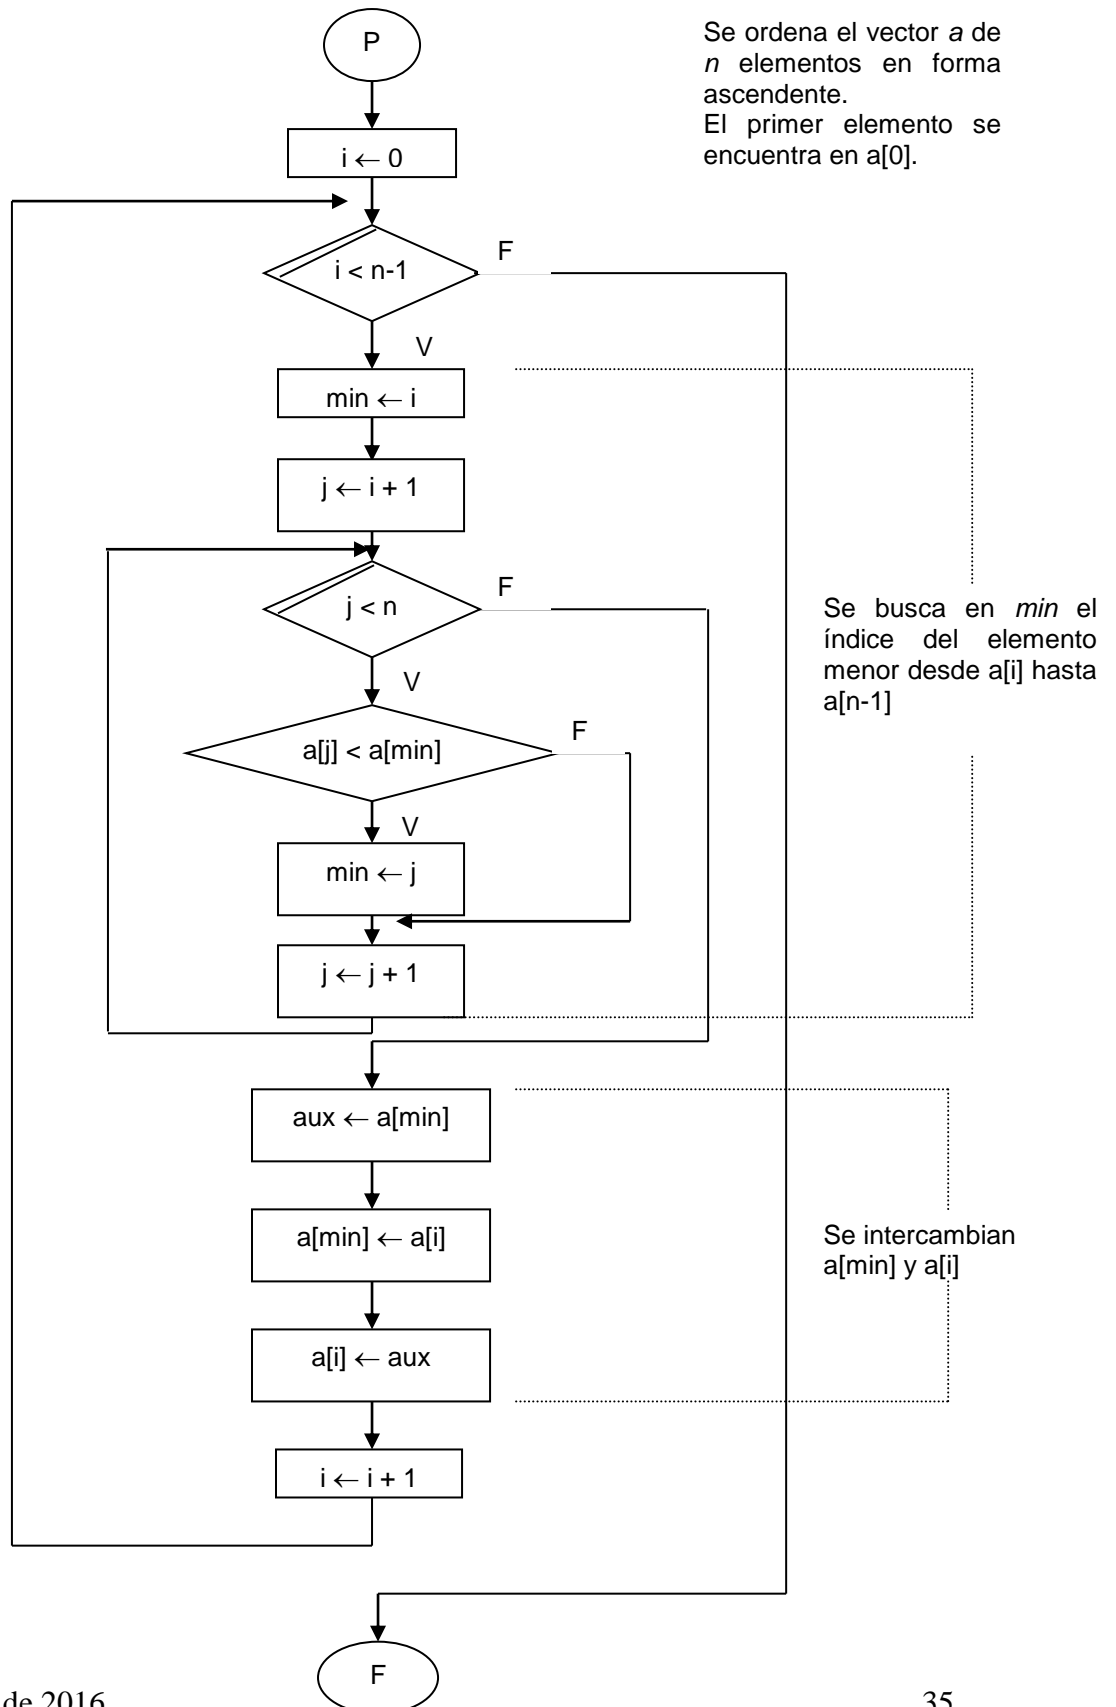 P
Se ordena el vector a de
n elementos en forma
ascendente.
El primer elemento se
encuentra en a[0].
i ← 0
i < n-1
F
V
min ← i
j ← i + 1
j < n
F
V
Se busca en min el
índice del elemento
menor desde a[i] hasta
a[n-1]
a[j] < a[min]
F
V
min ← j
j ← j + 1
aux ← a[min]
a[min] ← a[i]
Se intercambian
a[min] y a[i]
a[i] ← aux
i ← i + 1
F
de 2016
35